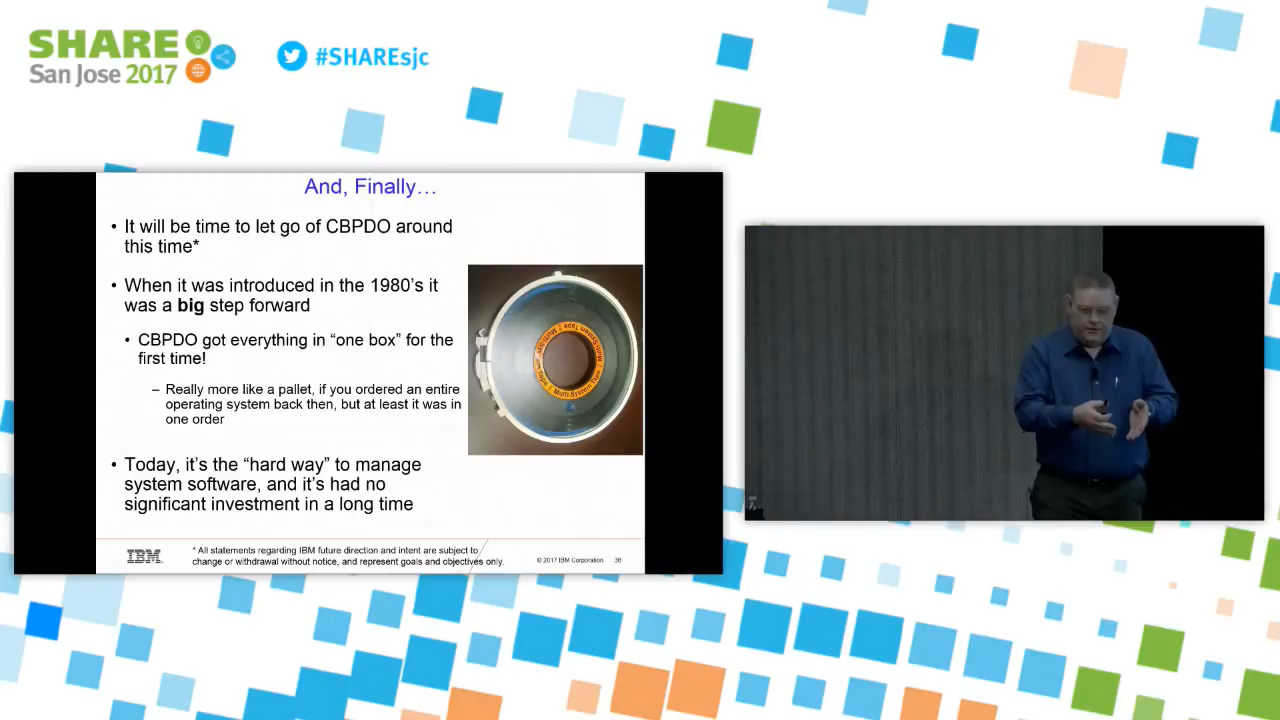 SHARE
San Jose 2017
#SHAREsjc
And, Finally…
• It will be time to let go of CBPDO around
this time*
• When it was introduced in the 1980's it
was a big step forward
• CBPDO got everything in “one box” for the
first time!
– Really more like a pallet, if you ordered an entire
operating system back then, but at least it was in
one order
• Today, it's the “hard way” to manage
system software, and it's had no
significant investment in a long time
Multi-System Tape
IBM
* All statements regarding IBM future direction and intent are subject to
change or withdrawal without notice, and represent goals and objectives only.
© 2017 IBM Corporation 36